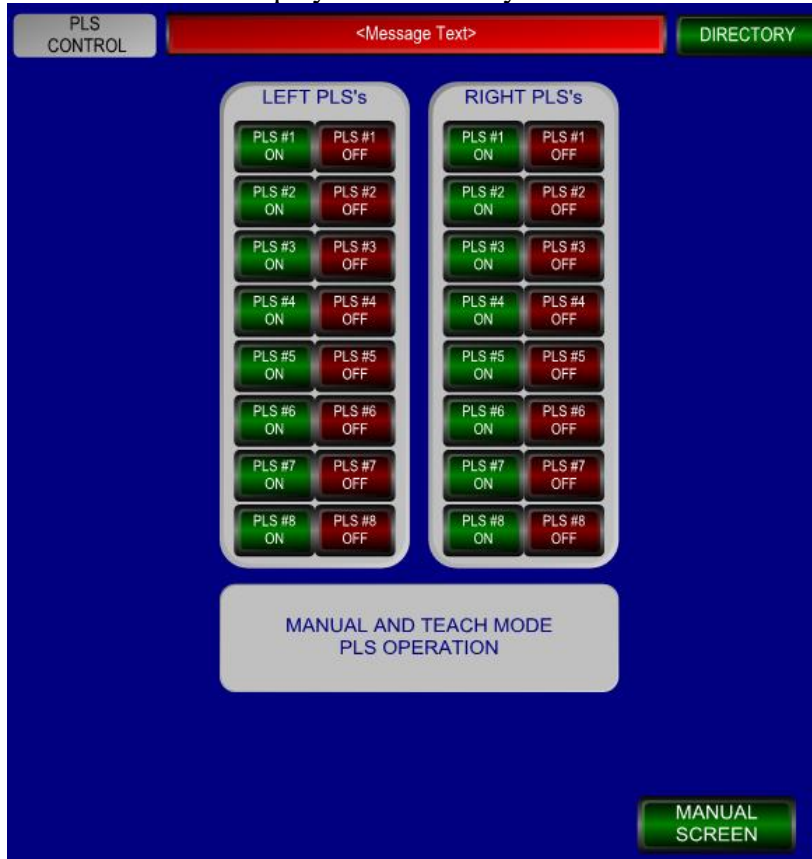 PLS
CONTROL
<Message Text>
DIRECTORY
LEFT PLS's
PLS #1
ON
PLS #1
OFF
PLS #2
ON
PLS #2
OFF
PLS #3
ON
PLS #3
OFF
PLS #4
ON
PLS #4
OFF
PLS #5
ON
PLS #5
OFF
PLS #6
ON
PLS #6
OFF
PLS #7
ON
PLS #7
OFF
PLS #8
ON
PLS #8
OFF
RIGHT PLS's
PLS #1
ON
PLS #1
OFF
PLS #2
ON
PLS #2
OFF
PLS #3
ON
PLS #3
OFF
PLS #4
ON
PLS #4
OFF
PLS #5
ON
PLS #5
OFF
PLS #6
ON
PLS #6
OFF
PLS #7
ON
PLS #7
OFF
PLS #8
ON
PLS #8
OFF
MANUAL AND TEACH MODE
PLS OPERATION
MANUAL
SCREEN